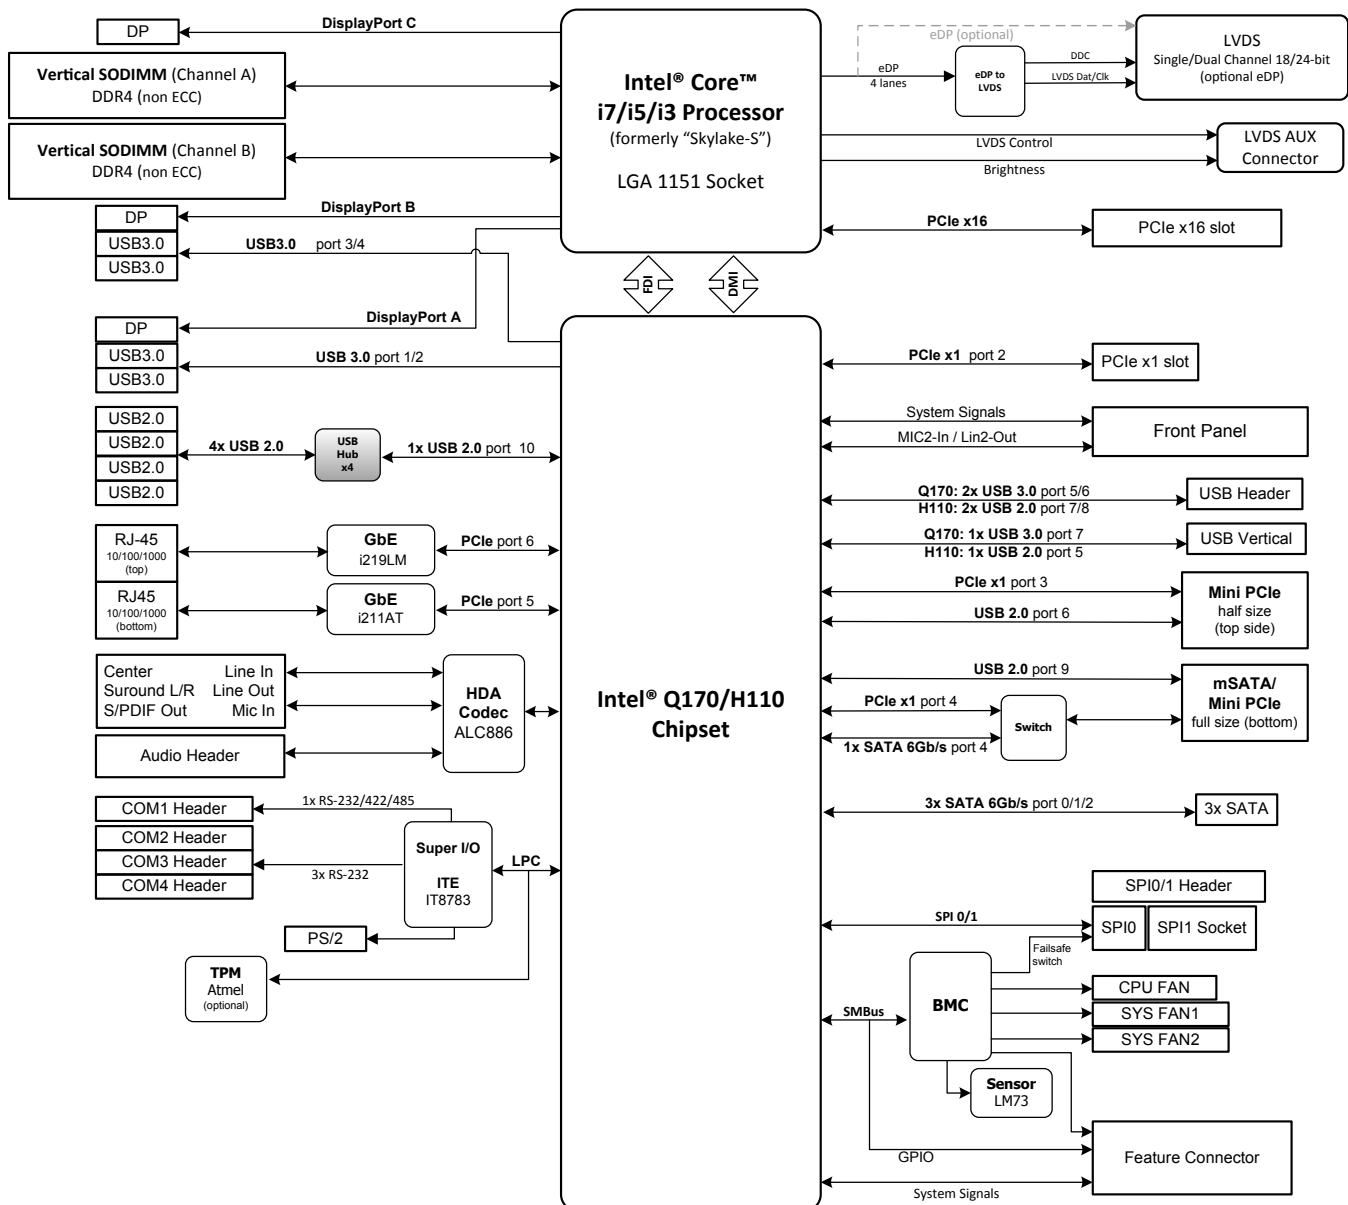 DisplayPort C
DP
Vertical SODIMM (Channel A)
DDR4 (non ECC)
Vertical SODIMM (Channel B)
DDR4 (non ECC)
DisplayPort B
DP
USB3.0
USB3.0
USB3.0 port 3/4
Intel® Core™
i7/i5/i3 Processor
(formerly “Skylake-S”)
LGA 1151 Socket
eDP (optional)
eDP
4 lanes
eDP to
LVDS
DDC
LVDS Dat/Clk
LVDS
Single/Dual Channel 18/24-bit
(optional eDP)
LVDS Control
Brightness
LVDS AUX
Connector
PCIe x16
PCIe x16 slot
FDI
DMI
DisplayPort A
DP
USB3.0
USB3.0
USB 3.0 port 1/2
USB2.0
USB2.0
USB2.0
USB2.0
4x USB 2.0
USB
Hub
x4
1x USB 2.0 port 10
RJ-45
10/100/1000
(top)
GbE
i219LM
PCIe port 6
RJ45
10/100/1000
(bottom)
GbE
i211AT
PCIe port 5
Center Line In
Suround L/R Line Out
S/PDIF Out Mic In
Audio Header
HDA
Codec
ALC886
COM1 Header
COM2 Header
COM3 Header
COM4 Header
1x RS-232/422/485
3x RS-232
Super I/O
ITE
IT8783
LPC
PS/2
TPM
Atmel
(optional)
Intel® Q170/H110
Chipset
PCIe x1 port 2
PCIe x1 slot
System Signals
MIC2-In / Lin2-Out
Front Panel
Q170: 2x USB 3.0 port 5/6
H110: 2x USB 2.0 port 7/8
USB Header
Q170: 1x USB 3.0 port 7
H110: 1x USB 2.0 port 5
USB Vertical
PCIe x1 port 3
USB 2.0 port 6
Mini PCIe
half size
(top side)
USB 2.0 port 9
PCIe x1 port 4
1x SATA 6Gb/s port 4
Switch
mSATA/
Mini PCIe
full size (bottom)
3x SATA 6Gb/s port 0/1/2
3x SATA
SPI0/1 Header
SPI 0/1
SPI0
SPI1 Socket
Failsafe
switch
BMC
SMBus
CPU FAN
SYS FAN1
SYS FAN2
Sensor
LM73
GPIO
Feature Connector
System Signals